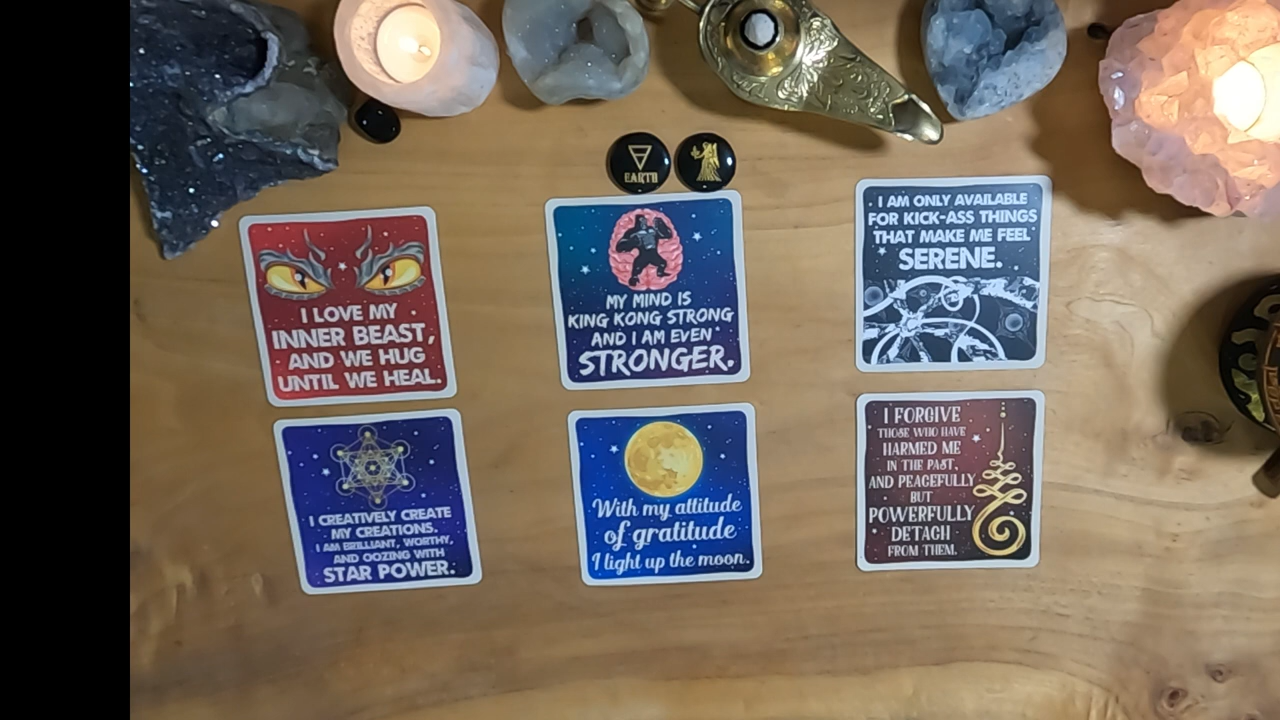 EARTH
I LOVE MY
INNER BEAST,
AND WE HUG
UNTIL WE HEAL.
MY MIND IS
KING KONG STRONG
AND I AM EVEN
STRONGER.
I AM ONLY AVAILABLE
FOR KICK-ASS THINGS
THAT MAKE ME FEEL
SERENE.
I CREATIVELY CREATE
MY CREATIONS.
I AM BRILLIANT, WORTHY,
AND OOZING WITH
STAR POWER.
With my attitude
of gratitude
I light up the moon.
I FORGIVE
THOSE WHO HAVE
HARMED ME
IN THE PAST,
AND PEACEFULLY
BUT
POWERFULLY
DETACH
FROM THEM.